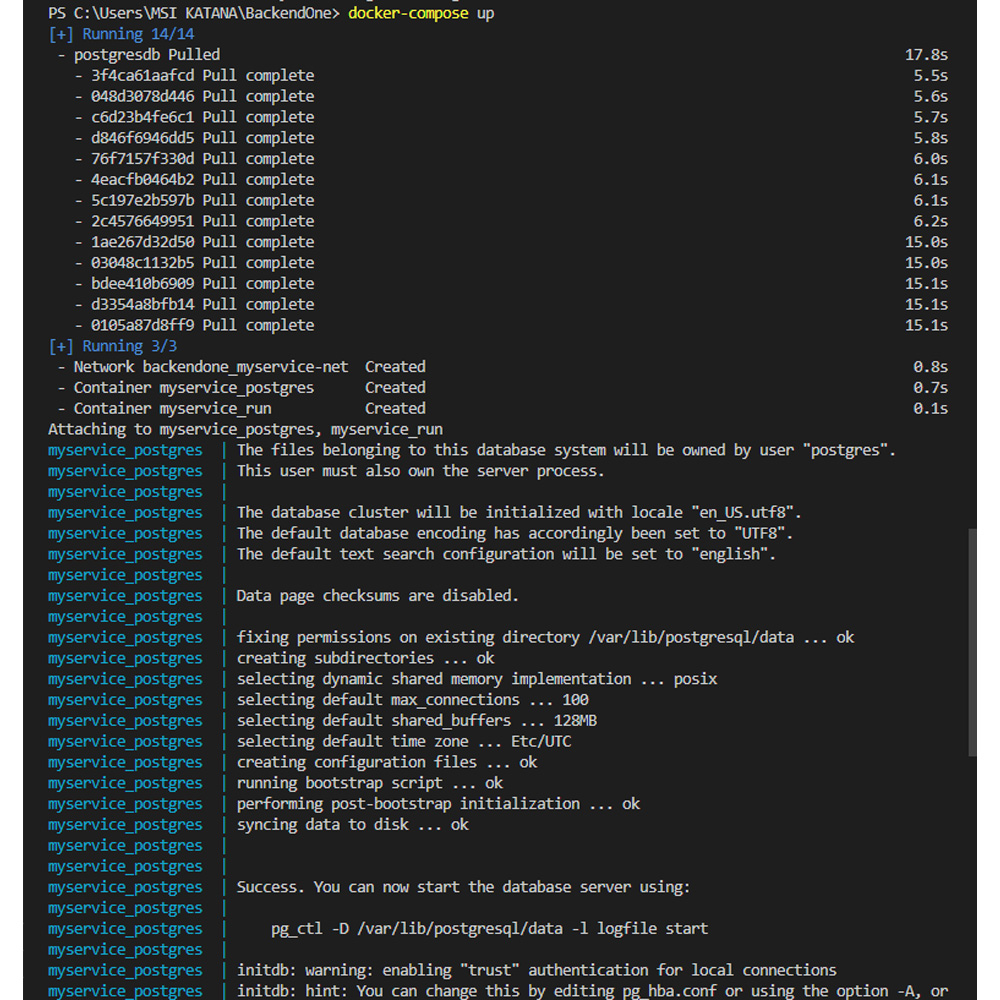 PS C:\Users\MSI KATANA\BackendOne> docker-compose up
[+] Running 14/14
- postgresdb Pulled 17.8s
- 3f4ca61aafcd Pull complete 5.5s
- 048d3078d446 Pull complete 5.6s
- c6d23b4fe6c1 Pull complete 5.7s
- d846f6946dd5 Pull complete 5.8s
- 76f7157f330d Pull complete 6.0s
- 4eacfb0464b2 Pull complete 6.1s
- 5c197e2b597b Pull complete 6.1s
- 2c4576649951 Pull complete 6.2s
- 1ae267d32d50 Pull complete 15.0s
- 03048c1132b5 Pull complete 15.0s
- bdee410b6909 Pull complete 15.1s
- d3354a8bfb14 Pull complete 15.1s
- 0105a87d8ff9 Pull complete 15.1s
[+] Running 3/3
- Network backendone_myservice-net Created 0.8s
- Container myservice_postgres Created 0.7s
- Container myservice_run Created 0.1s
Attaching to myservice_postgres, myservice_run
myservice_postgres | The files belonging to this database system will be owned by user "postgres".
myservice_postgres | This user must also own the server process.
myservice_postgres |
myservice_postgres | The database cluster will be initialized with locale "en_US.utf8".
myservice_postgres | The default database encoding has accordingly been set to "UTF8".
myservice_postgres | The default text search configuration will be set to "english".
myservice_postgres |
myservice_postgres | Data page checksums are disabled.
myservice_postgres |
myservice_postgres | fixing permissions on existing directory /var/lib/postgresql/data ... ok
myservice_postgres | creating subdirectories ... ok
myservice_postgres | selecting dynamic shared memory implementation ... posix
myservice_postgres | selecting default max_connections ... 100
myservice_postgres | selecting default shared_buffers ... 128MB
myservice_postgres | selecting default time zone ... Etc/UTC
myservice_postgres | creating configuration files ... ok
myservice_postgres | running bootstrap script ... ok
myservice_postgres | performing post-bootstrap initialization ... ok
myservice_postgres | syncing data to disk ... ok
myservice_postgres |
myservice_postgres |
myservice_postgres | Success. You can now start the database server using:
myservice_postgres |
myservice_postgres | pg_ctl -D /var/lib/postgresql/data -l logfile start
myservice_postgres |
myservice_postgres | initdb: warning: enabling "trust" authentication for local connections
myservice_postgres | initdb: hint: You can change this by editing pg_hba.conf or using the option -A, or